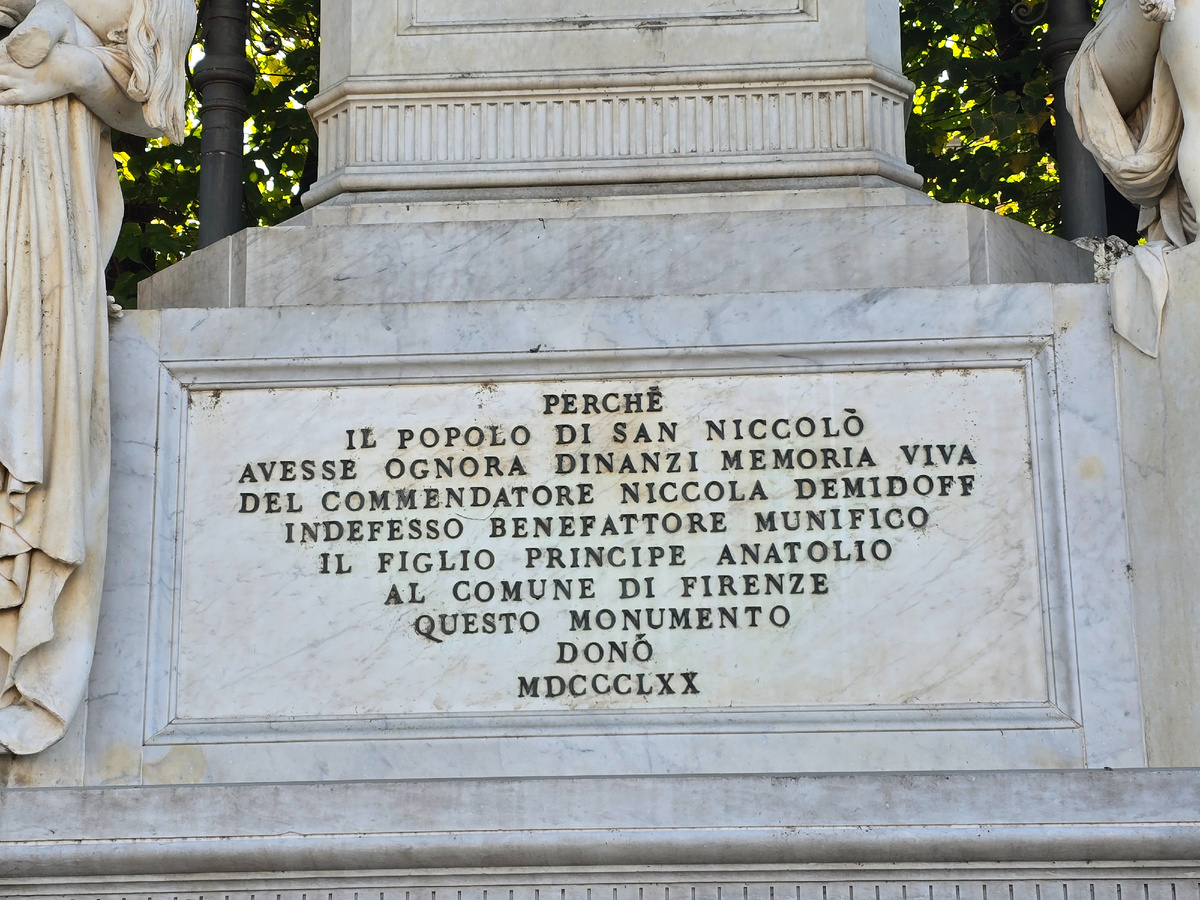 PERCHÈ
IL POPOLO DI SAN NICCOLÒ
AVESSE OGNORA DINANZI MEMORIA VIVA
DEL COMMENDATORE NICCOLA DEMIDOFF
INDEFESSO BENEFATTORE MUNIFICO
IL FIGLIO PRINCIPE ANATOLIO
AL COMUNE DI FIRENZE
QUESTO MONUMENTO
DONÒ
MDCCCLXX